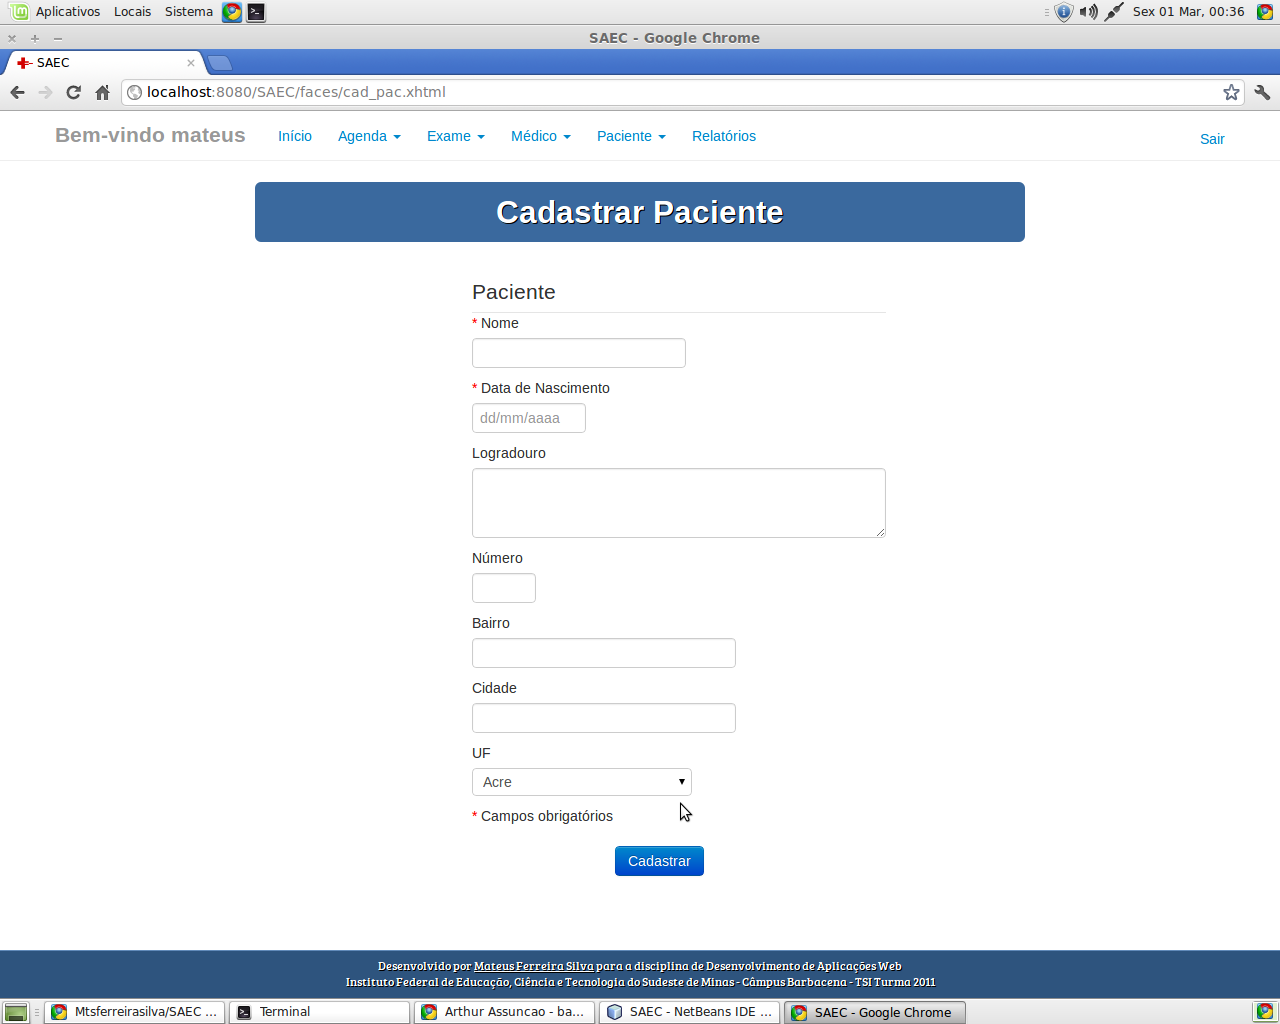 Aplicativos Locais Sistema Sex 01 Mar, 00:36
SAEC - Google Chrome
SAEC
localhost:8080/SAEC/faces/cad_pac.xhtml
Bem-vindo mateus Início Agenda Exame Médico Paciente Relatórios Sair
Cadastrar Paciente
Paciente
* Nome
* Data de Nascimento
dd/mm/aaaa
Logradouro
Número
Bairro
Cidade
UF
Acre
* Campos obrigatórios
Cadastrar
Desenvolvido por Mateus Ferreira Silva para a disciplina de Desenvolvimento de Aplicações Web
Instituto Federal de Educação, Ciência e Tecnologia do Sudeste de Minas - Câmpus Barbacena - TSI Turma 2011
Mtsferreirasilva/SAEC ... Terminal Arthur Assuncao - ba... SAEC - NetBeans IDE ... SAEC - Google Chrome